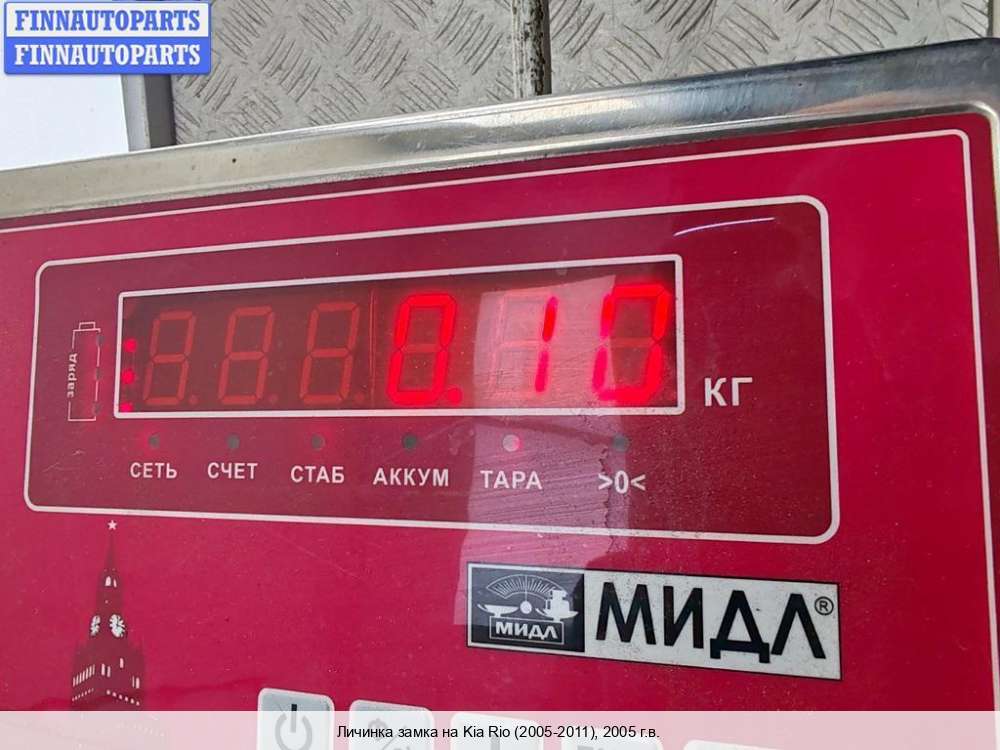 FINNAUTOPARTS
FINNAUTOPARTS
заряд
0.10
КГ
СЕТЬ СЧЕТ СТАБ АККУМ ТАРА >0<
МИДЛ МИДЛ®
Личинка замка на Kia Rio (2005-2011), 2005 г.в.